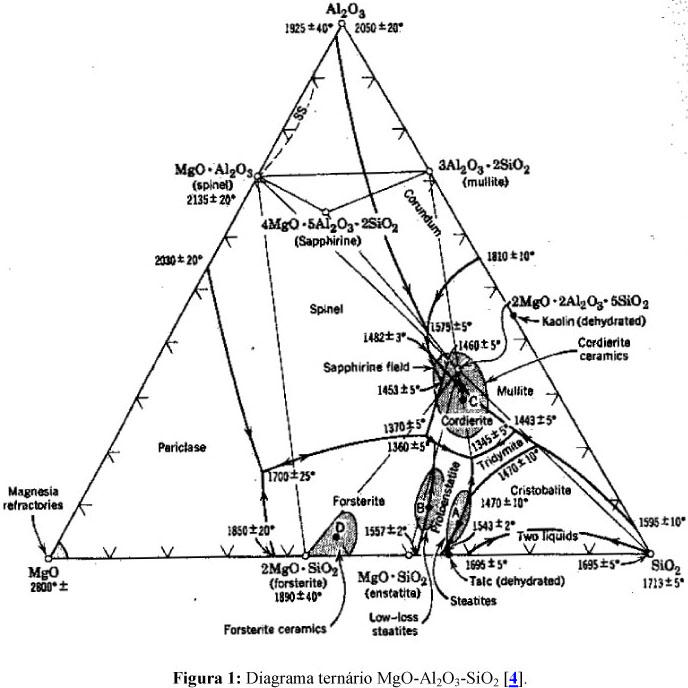 Al₂O₃
1925 ± 40° 2050 ± 20°
SS
MgO · Al₂O₃
(spinel)
2135 ± 20°
3Al₂O₃ · 2SiO₂
(mullite)
4MgO · 5Al₂O₃ · 2SiO₂
(Sapphirine)
Corundum
2030 ± 20°
1810 ± 10°
2MgO · 2Al₂O₃ · 5SiO₂
Kaolin (dehydrated)
Spinel
1575 ± 5°
1482 ± 3°
1460 ± 5°
Cordierite
ceramics
Sapphirine field
1453 ± 5°
Mullite
C
Cordierite
1443 ± 5°
1370 ± 5°
1360 ± 5°
1345 ± 5°
Tridymite
1470 ± 10°
Periclase
1700 ± 25°
Protoenstatite
Cristobalite
Magnesia
refractories
Forsterite
1470 ± 10°
B
A
1850 ± 20°
D
1557 ± 2°
1543 ± 2°
Two liquids
1595 ± 10°
MgO
2800° ±
2MgO · SiO₂
(forsterite)
1890 ± 40°
MgO · SiO₂
(enstatite)
1695 ± 5°
Talc (dehydrated)
1695 ± 5°
SiO₂
1713 ± 5°
Steatites
Low-loss
steatites
Forsterite ceramics
Figura 1: Diagrama ternário MgO-Al₂O₃-SiO₂ [4].